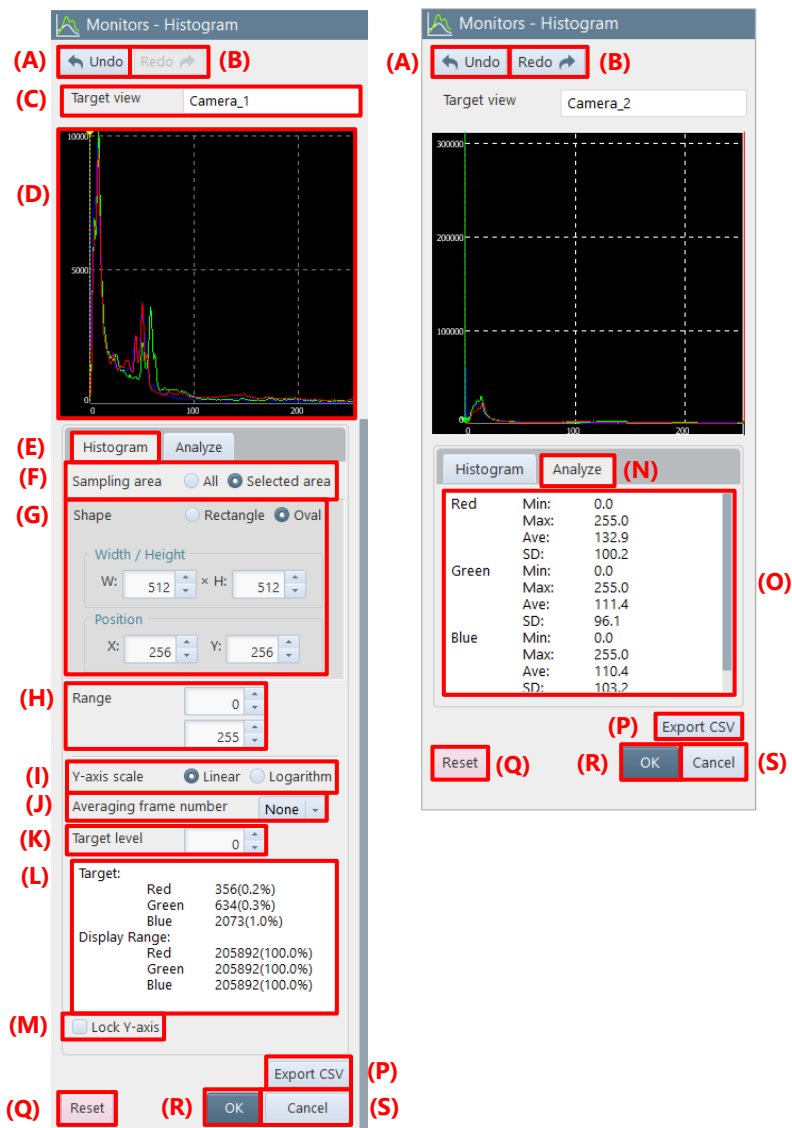 Monitors - Histogram
(A) Undo Redo (B)
(C) Target view Camera_1
(D)
10000
5000
0
0 100 200
(E) Histogram Analyze
(F) Sampling area All Selected area
(G) Shape Rectangle Oval
Width / Height
W: 512 × H: 512
Position
X: 256 Y: 256
(H) Range 0
255
(I) Y-axis scale Linear Logarithm
(J) Averaging frame number None
(K) Target level 0
(L) Target:
Red 356(0.2%)
Green 634(0.3%)
Blue 2073(1.0%)
Display Range:
Red 205892(100.0%)
Green 205892(100.0%)
Blue 205892(100.0%)
(M) Lock Y-axis
Export CSV (P)
(Q) Reset (R) OK Cancel (S)
Monitors - Histogram
(A) Undo Redo (B)
Target view Camera_2
300000
200000
100000
0
0 100 200
Histogram Analyze (N)
Red Min: 0.0
Max: 255.0
Ave: 132.9
SD: 100.2
Green Min: 0.0
Max: 255.0
Ave: 111.4
SD: 96.1
Blue Min: 0.0
Max: 255.0
Ave: 110.4
SD: 103.2
(O)
(P) Export CSV
Reset (Q) (R) OK Cancel (S)